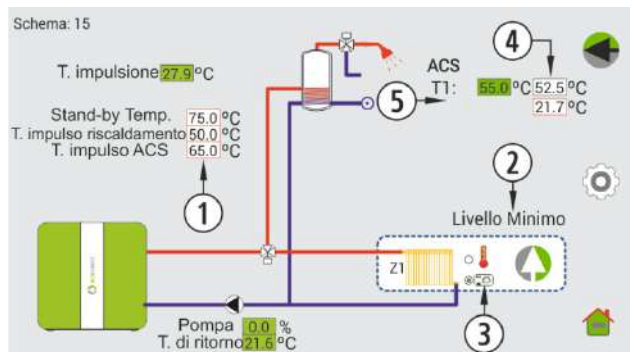 Schema: 15
4
T. impulsione 27.9 °C
ACS
T1: 55.0 °C 52.5 °C
21.7 °C
5
Stand-by Temp. 75.0 °C
T. impulso riscaldamento 50.0 °C
T. impulso ACS 65.0 °C
1
2
Livello Minimo
Z1
3
Pompa 0.0 %
T. di ritorno 21.6 °C